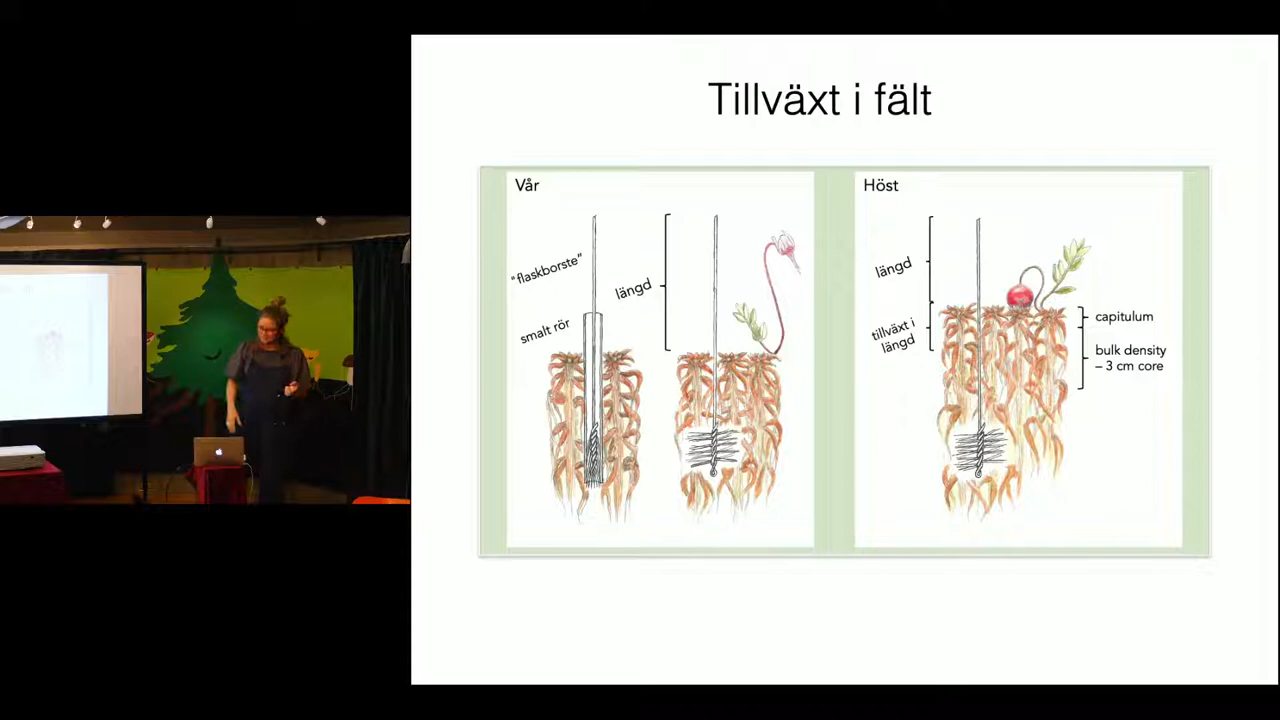 Tillväxt i fält
Vår
"flaskborste"
smalt rör
längd
Höst
längd
tillväxt i
längd
capitulum
bulk density
– 3 cm core